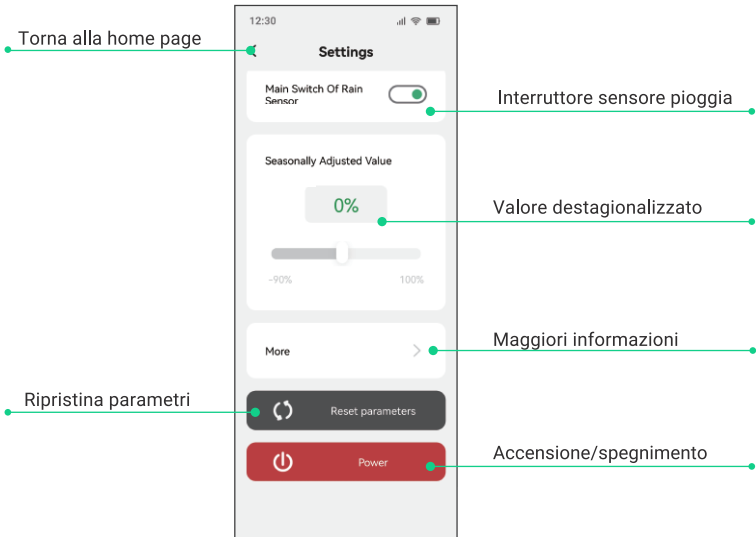 12:30
Torna alla home page
Settings
Main Switch Of Rain
Sensor
Interruttore sensore pioggia
Seasonally Adjusted Value
0%
Valore destagionalizzato
-90%
100%
More
Maggiori informazioni
Ripristina parametri
Reset parameters
Accensione/spegnimento
Power